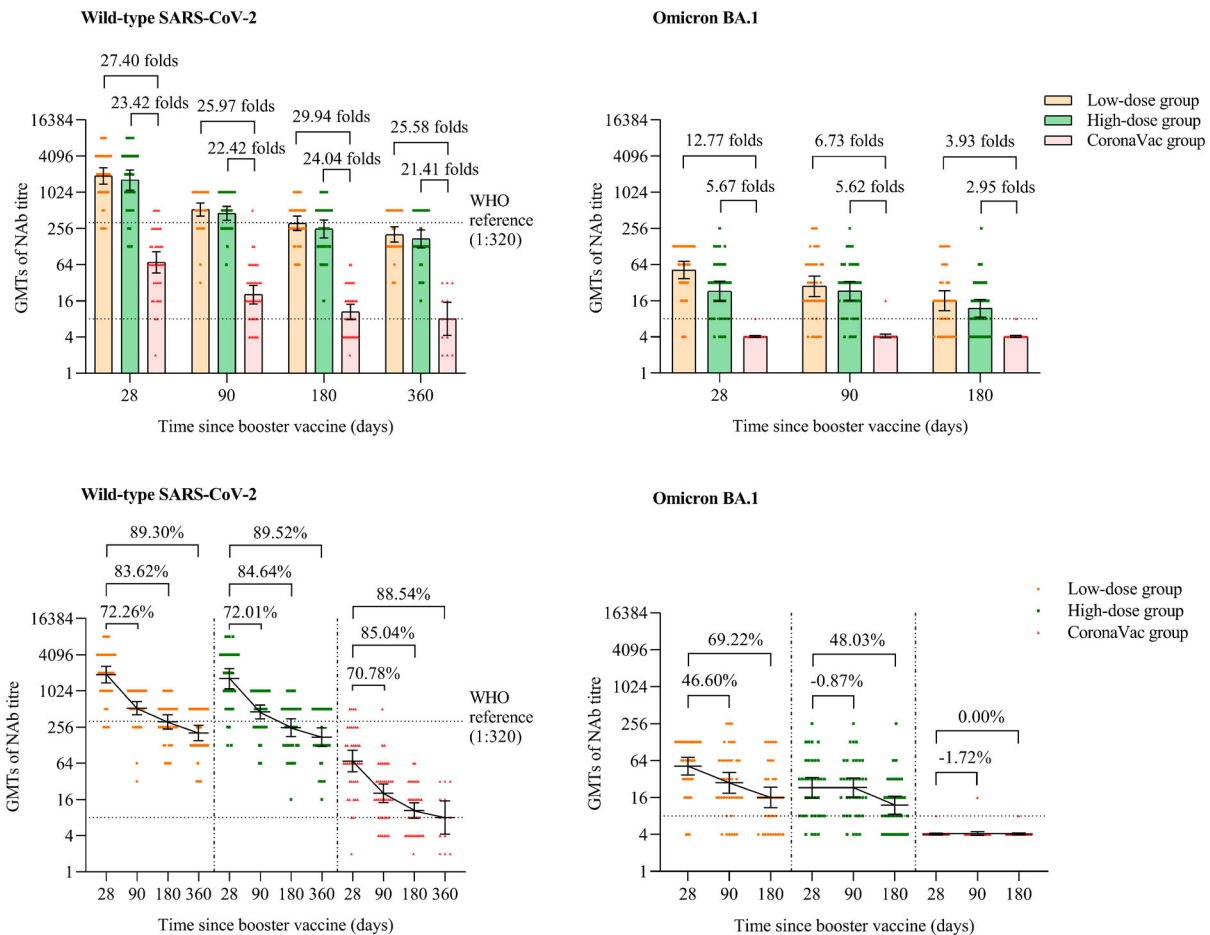 Wild-type SARS-CoV-2
27.40 folds
23.42 folds
25.97 folds
22.42 folds
29.94 folds
24.04 folds
25.58 folds
21.41 folds
GMTs of NAb titre
16384
4096
1024
256
64
16
4
1
28 90 180 360
Time since booster vaccine (days)
WHO
reference
(1:320)
Omicron BA.1
12.77 folds
5.67 folds
6.73 folds
5.62 folds
3.93 folds
2.95 folds
GMTs of NAb titre
16384
4096
1024
256
64
16
4
1
28 90 180
Time since booster vaccine (days)
Low-dose group
High-dose group
CoronaVac group
Wild-type SARS-CoV-2
89.30%
83.62%
72.26%
89.52%
84.64%
72.01%
88.54%
85.04%
70.78%
GMTs of NAb titre
16384
4096
1024
256
64
16
4
1
28 90 180 360 28 90 180 360 28 90 180 360
Time since booster vaccine (days)
WHO
reference
(1:320)
Omicron BA.1
69.22%
46.60%
48.03%
-0.87%
0.00%
-1.72%
GMTs of NAb titre
16384
4096
1024
256
64
16
4
1
28 90 180 28 90 180 28 90 180
Time since booster vaccine (days)
Low-dose group
High-dose group
CoronaVac group